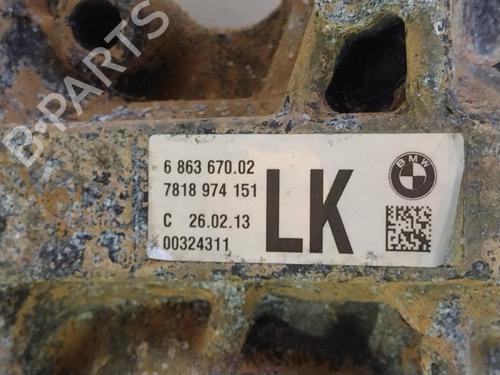 B-PARTS
6 863 670.02
7818 974 151
C 26.02.13
00324311
LK
BMW